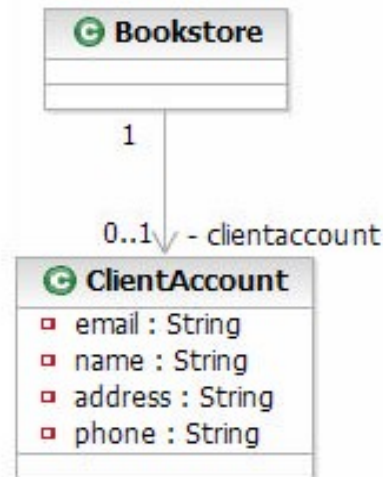 C Bookstore
1
0..1 - clientaccount
C ClientAccount
email : String
name : String
address : String
phone : String